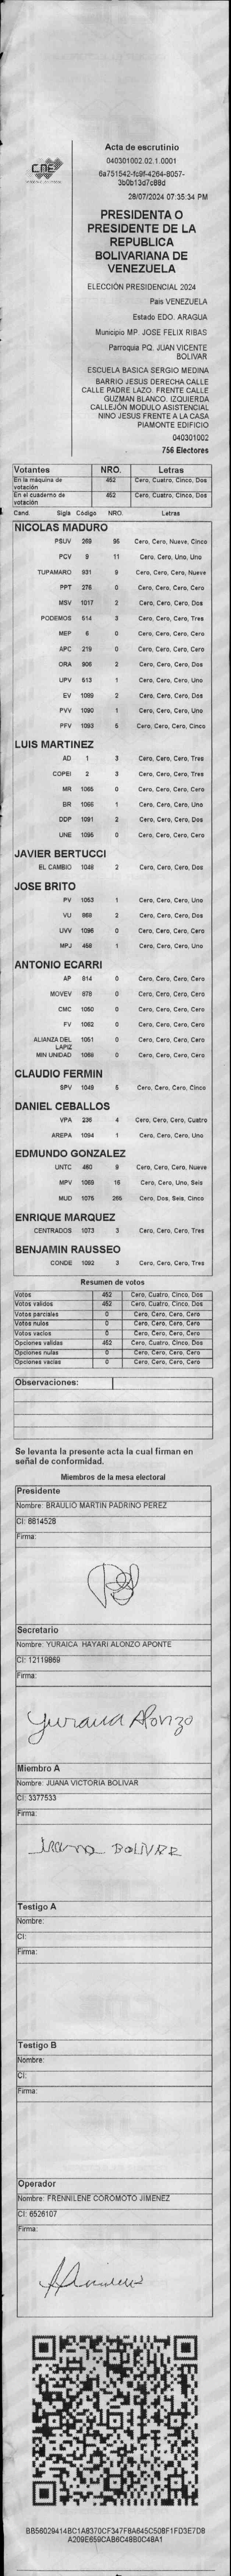 CNE
Acta de escrutinio
040301002.02.1.0001
6a751542-fc9f-4264-8057-
3b0b13d7c88d
28/07/2024 07:35:34 PM
PRESIDENTA O
PRESIDENTE DE LA
REPUBLICA
BOLIVARIANA DE
VENEZUELA
ELECCIÓN PRESIDENCIAL 2024
País VENEZUELA
Estado EDO. ARAGUA
Municipio MP. JOSE FELIX RIBAS
Parroquia PQ. JUAN VICENTE
BOLIVAR
ESCUELA BASICA SERGIO MEDINA
BARRIO JESUS DERECHA CALLE
CALLE PADRE LAZO. FRENTE CALLE
GUZMAN BLANCO. IZQUIERDA
CALLEJÓN MODULO ASISTENCIAL
NINO JESUS FRENTE A LA CASA
PIAMONTE EDIFICIO
040301002
756 Electores
Votantes NRO. Letras
En la máquina de votación 452 Cero, Cuatro, Cinco, Dos
En el cuaderno de votación 452 Cero, Cuatro, Cinco, Dos
Cand. Sigla Código NRO. Letras
NICOLAS MADURO
PSUV 269 95 Cero, Cero, Nueve, Cinco
PCV 9 11 Cero, Cero, Uno, Uno
TUPAMARO 931 9 Cero, Cero, Cero, Nueve
PPT 276 0 Cero, Cero, Cero, Cero
MSV 1017 2 Cero, Cero, Cero, Dos
PODEMOS 514 3 Cero, Cero, Cero, Tres
MEP 6 0 Cero, Cero, Cero, Cero
APC 219 0 Cero, Cero, Cero, Cero
ORA 906 2 Cero, Cero, Cero, Dos
UPV 513 1 Cero, Cero, Cero, Uno
EV 1089 2 Cero, Cero, Cero, Dos
PVV 1090 1 Cero, Cero, Cero, Uno
PFV 1093 5 Cero, Cero, Cero, Cinco
LUIS MARTINEZ
AD 1 3 Cero, Cero, Cero, Tres
COPEI 2 3 Cero, Cero, Cero, Tres
MR 1065 0 Cero, Cero, Cero, Cero
BR 1066 1 Cero, Cero, Cero, Uno
DDP 1091 2 Cero, Cero, Cero, Dos
UNE 1095 0 Cero, Cero, Cero, Cero
JAVIER BERTUCCI
EL CAMBIO 1048 2 Cero, Cero, Cero, Dos
JOSE BRITO
PV 1053 1 Cero, Cero, Cero, Uno
VU 868 2 Cero, Cero, Cero, Dos
UVV 1096 0 Cero, Cero, Cero, Cero
MPJ 458 1 Cero, Cero, Cero, Uno
ANTONIO ECARRI
AP 814 0 Cero, Cero, Cero, Cero
MOVEV 878 0 Cero, Cero, Cero, Cero
CMC 1050 0 Cero, Cero, Cero, Cero
FV 1062 0 Cero, Cero, Cero, Cero
ALIANZA DEL LAPIZ 1051 0 Cero, Cero, Cero, Cero
MIN UNIDAD 1088 0 Cero, Cero, Cero, Cero
CLAUDIO FERMIN
SPV 1049 5 Cero, Cero, Cero, Cinco
DANIEL CEBALLOS
VPA 236 4 Cero, Cero, Cero, Cuatro
AREPA 1094 1 Cero, Cero, Cero, Uno
EDMUNDO GONZALEZ
UNTC 460 9 Cero, Cero, Cero, Nueve
MPV 1069 16 Cero, Cero, Uno, Seis
MUD 1075 265 Cero, Dos, Seis, Cinco
ENRIQUE MARQUEZ
CENTRADOS 1073 3 Cero, Cero, Cero, Tres
BENJAMIN RAUSSEO
CONDE 1092 3 Cero, Cero, Cero, Tres
Resumen de votos
Votos 452 Cero, Cuatro, Cinco, Dos
Votos validos 452 Cero, Cuatro, Cinco, Dos
Votos parciales 0 Cero, Cero, Cero, Cero
Votos nulos 0 Cero, Cero, Cero, Cero
Votos vacios 0 Cero, Cero, Cero, Cero
Opciones validas 452 Cero, Cuatro, Cinco, Dos
Opciones nulas 0 Cero, Cero, Cero, Cero
Opciones vacias 0 Cero, Cero, Cero, Cero
Observaciones:
Se levanta la presente acta la cual firman en
señal de conformidad.
Miembros de la mesa electoral
Presidente
Nombre: BRAULIO MARTIN PADRINO PEREZ
CI: 8814528
Firma:
Secretario
Nombre: YURAICA HAYARI ALONZO APONTE
CI: 12119869
Firma:
Yuraica Alonzo
Miembro A
Nombre: JUANA VICTORIA BOLIVAR
CI: 3377533
Firma:
BOLIVAR
Testigo A
Nombre:
CI:
Firma:
Testigo B
Nombre:
CI:
Firma:
Operador
Nombre: FRENNILENE COROMOTO JIMENEZ
CI: 6526107
Firma:
BB56029414BC1A8370CF347F8A645C508F1FD3E7D8
A209E659CAB6C48B0C48A1